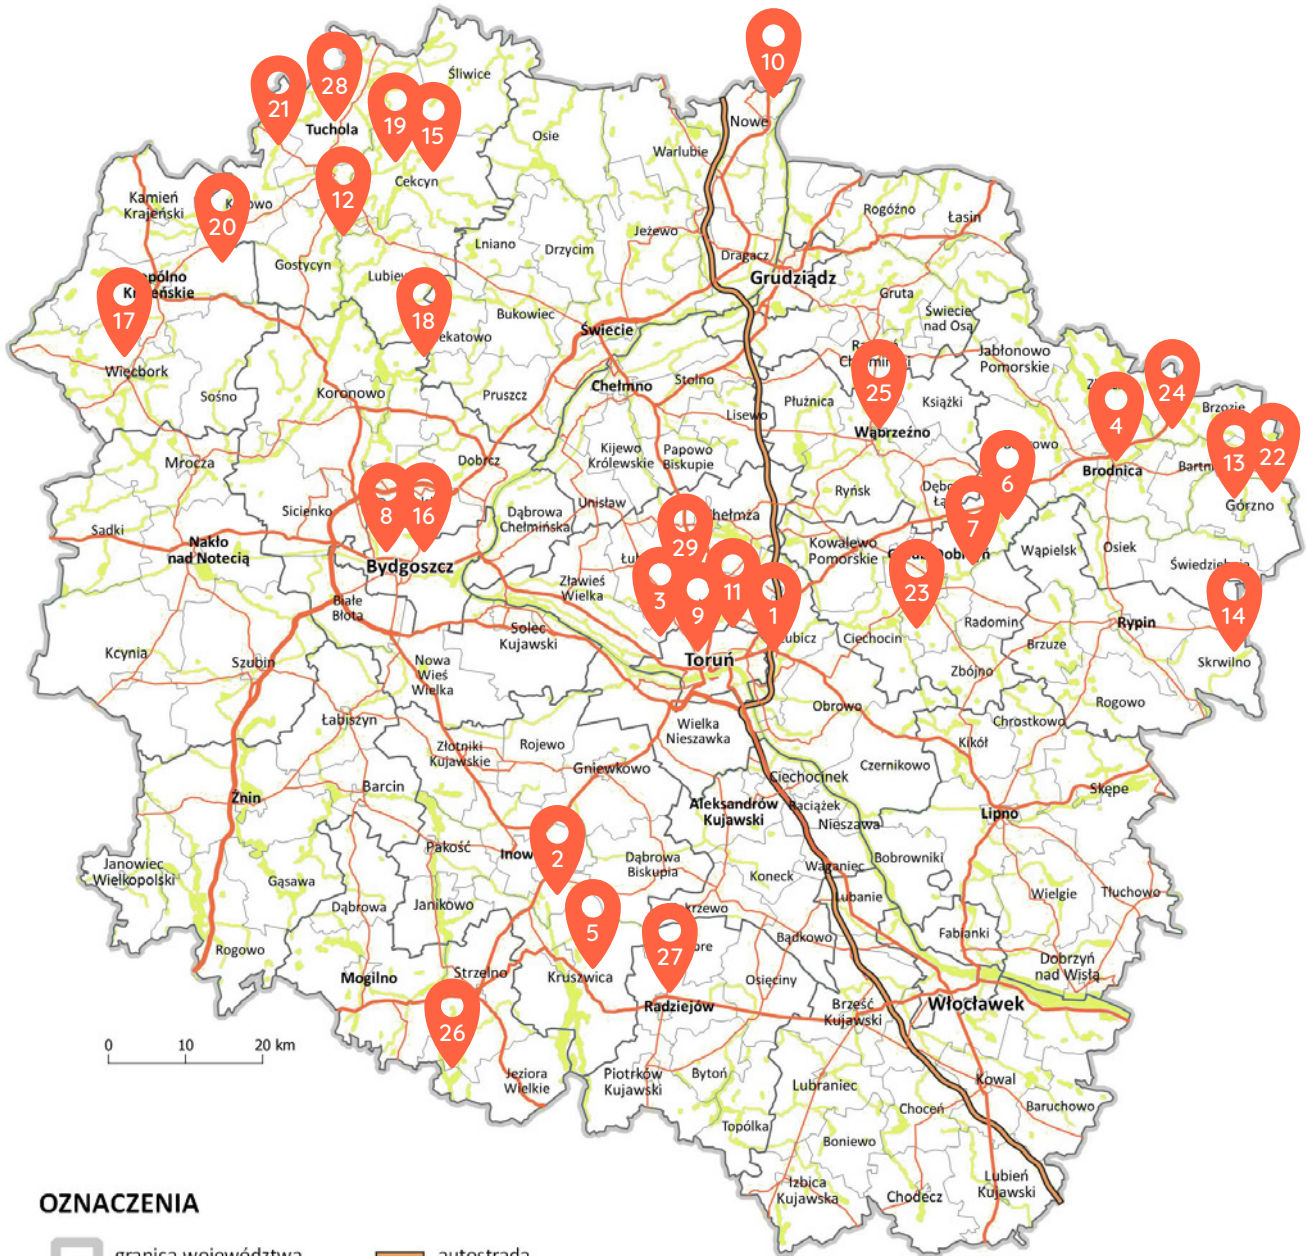 10
28
Śliwice
21
19
15
Nowe
Tuchola
Osie
Warlubie
12
Cekcyn
Kamień
Krajeński
20
Rogóźno
Łasin
Jeżewo
Lniano
Drzycim
Dragacz
Gostycyn
Grudziądz
17
18
Gruta
Bukowiec
Świecie
nad Osą
Świecie
Jabłonowo
Pomorskie
Więcbork
Chełmno
Stolno
25
24
4
Sośno
Koronowo
Pruszcz
Płużnica
Książki
Brzozie
Lisewo
Wąbrzeźno
13
22
Kijewo
Królewskie
Papowo
Biskupie
Mrocza
Dobrcz
6
Brodnica
Ryńsk
Unisław
Górzno
8
16
Sicienko
Dąbrowa
Chełmińska
7
Sadki
29
Nakło
nad Notecią
Kowalewo
Pomorskie
Wąpielsk
Osiek
Bydgoszcz
Zławieś
Wielka
3
9
11
1
23
14
Białe
Błota
Radomin
Rypin
Solec
Kujawski
Ciechocin
Brzuze
Kcynia
Szubin
Nowa
Wieś
Wielka
Toruń
Zbójno
Skrwilno
Obrowo
Rogowo
Łabiszyn
Wielka
Nieszawka
Chrostkowo
Złotniki
Kujawskie
Rojewo
Kikół
Gniewkowo
Ciechocinek
Czernikowo
Żnin
Barcin
Aleksandrów
Kujawski
Raciążek
Nieszawa
Lipno
Skępe
Pakość
2
Janowiec
Wielkopolski
Gąsawa
Dąbrowa
Biskupia
Koneck
Waganiec
Bobrowniki
Dąbrowa
Janikowo
Lubanie
Wielgie
Tłuchowo
5
27
Rogowo
Bądkowo
Fabianki
Mogilno
Strzelno
Kruszwica
Osięciny
Dobrzyń
nad Wisłą
26
Radziejów
Brześć
Kujawski
Włocławek
0 10 20 km
Jeziora
Wielkie
Piotrków
Kujawski
Bytoń
Lubraniec
Kowal
Choceń
Baruchowo
Topólka
Boniewo
Izbica
Kujawska
Chodecz
Lubień
Kujawski
OZNACZENIA
granica województwa
autostrada